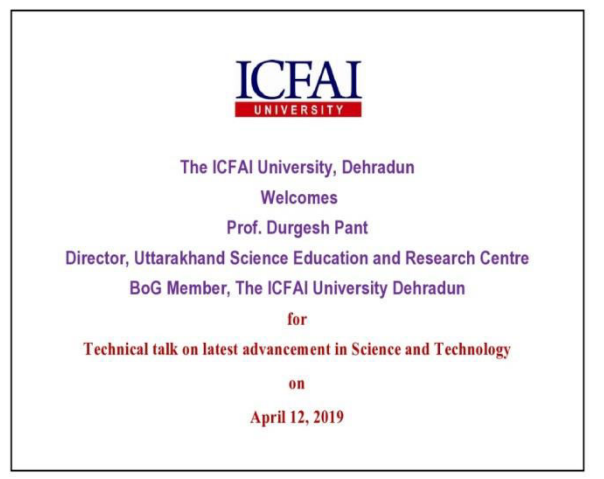 ICFAI
UNIVERSITY
The ICFAI University, Dehradun
Welcomes
Prof. Durgesh Pant
Director, Uttarakhand Science Education and Research Centre
BoG Member, The ICFAI University Dehradun
for
Technical talk on latest advancement in Science and Technology
on
April 12, 2019